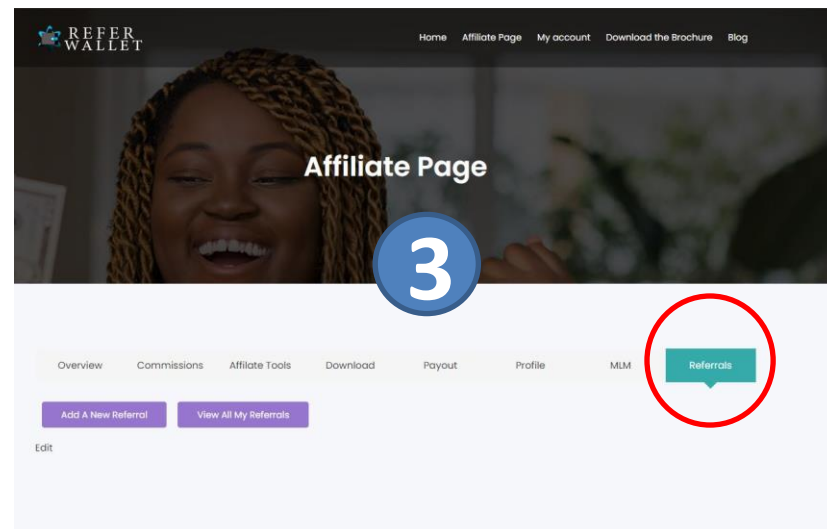 REFER
WALLET
Home Affiliate Page My account Download the Brochure Blog
Affiliate Page
3
Overview Commissions Affilate Tools Download Payout Profile MLM Referrals
Add A New Referral View All My Referrals
Edit